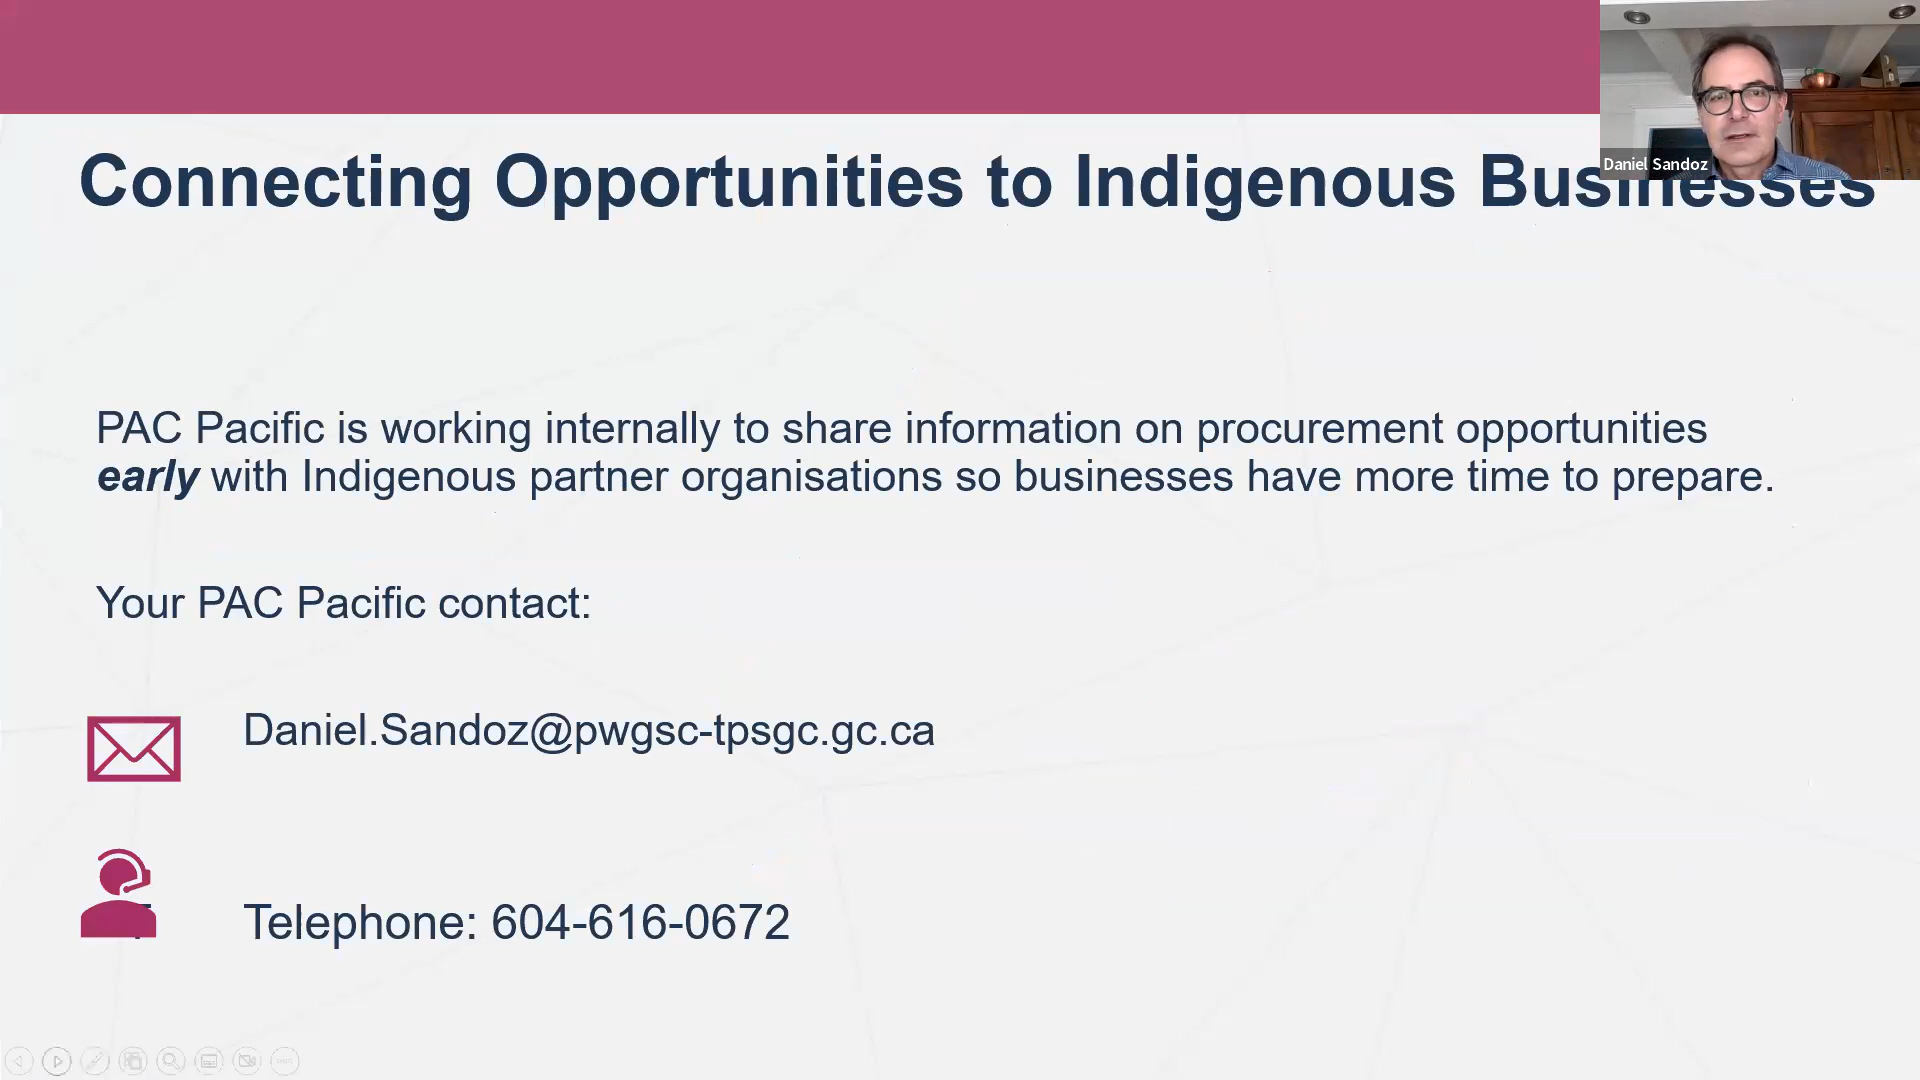 Connecting Opportunities to Indigenous Businesses
Daniel Sandoz
PAC Pacific is working internally to share information on procurement opportunities
early with Indigenous partner organisations so businesses have more time to prepare.
Your PAC Pacific contact:
Daniel.Sandoz@pwgsc-tpsgc.gc.ca
Telephone: 604-616-0672